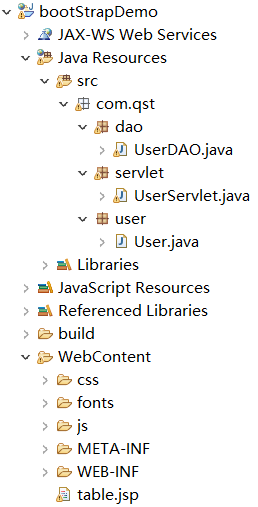 bootStrapDemo
JAX-WS Web Services
Java Resources
src
com.qst
dao
UserDAO.java
servlet
UserServlet.java
user
User.java
Libraries
JavaScript Resources
Referenced Libraries
build
WebContent
css
fonts
js
META-INF
WEB-INF
table.jsp